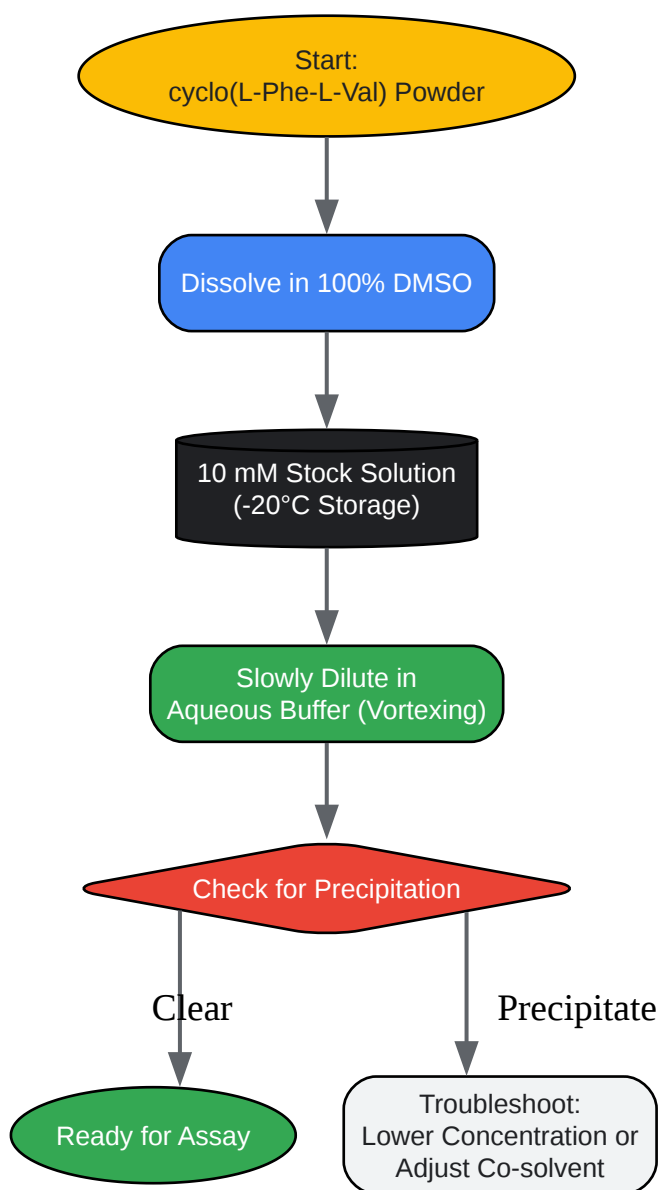 Start:
cyclo(L-Phe-L-Val) Powder
Dissolve in 100% DMSO
10 mM Stock Solution
(-20°C Storage)
Slowly Dilute in
Aqueous Buffer (Vortexing)
Check for Precipitation
Clear
Precipitate
Ready for Assay
Troubleshoot:
Lower Concentration or
Adjust Co-solvent